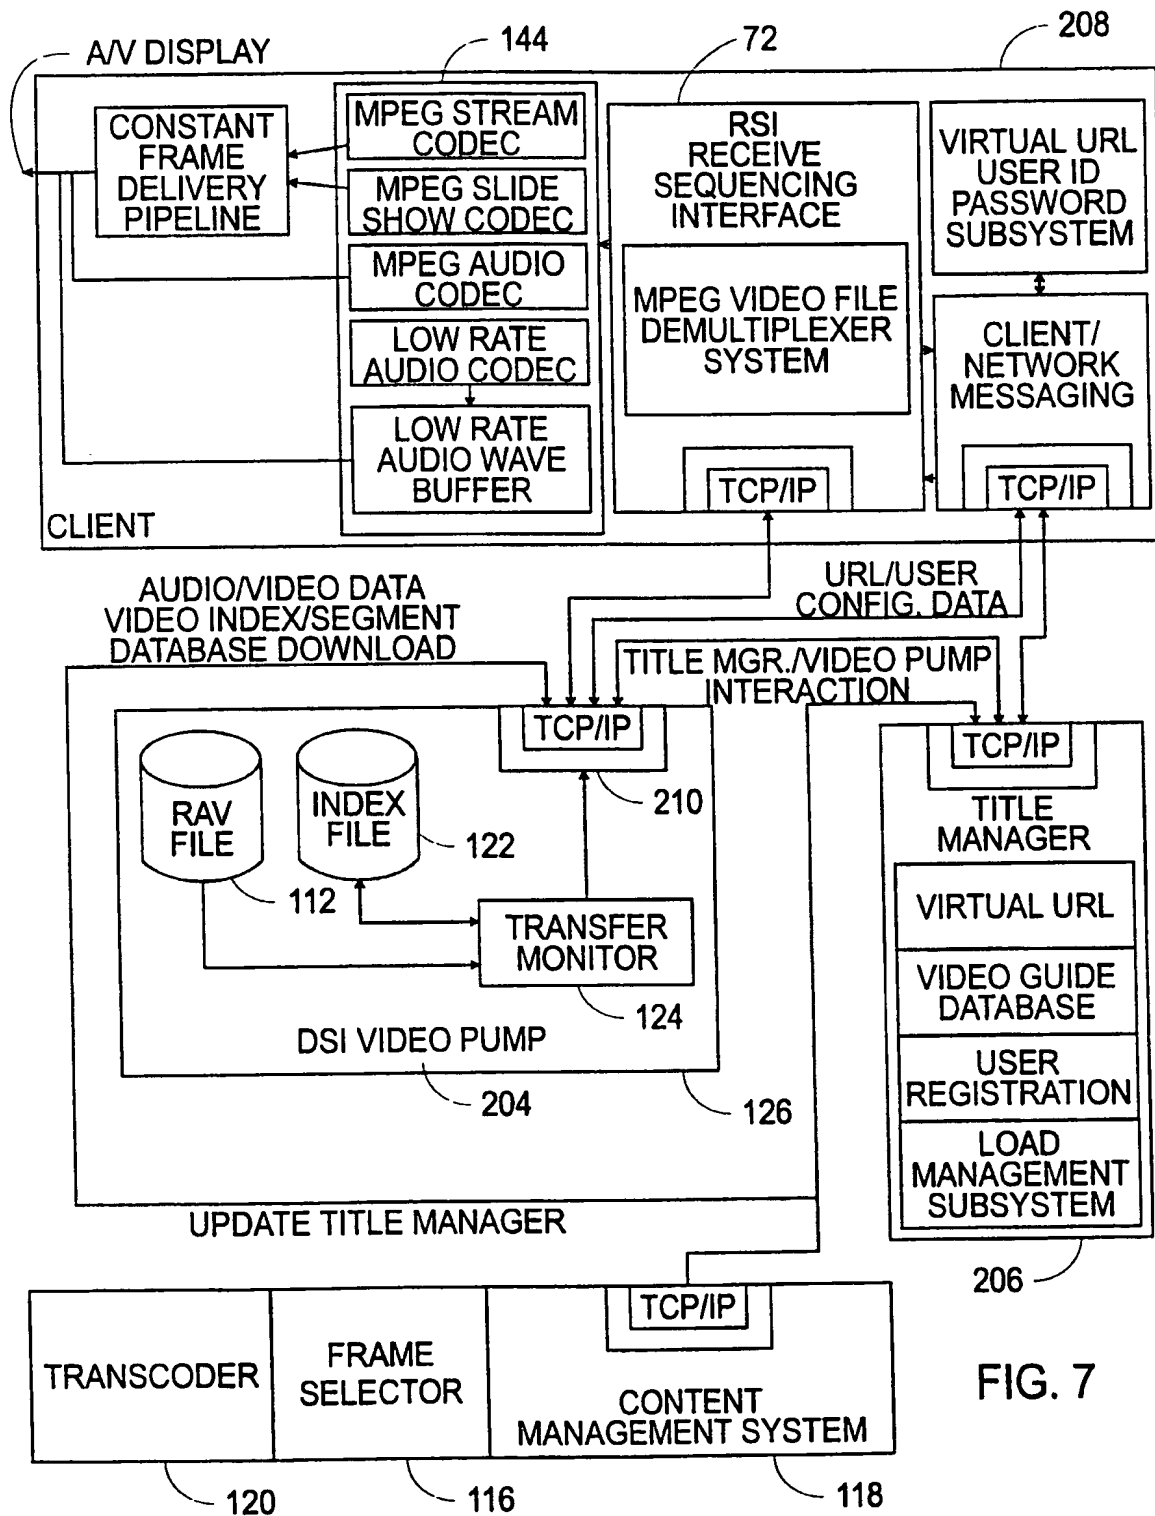 A/V DISPLAY
144
72
208
CONSTANT
FRAME
DELIVERY
PIPELINE
MPEG STREAM
CODEC
MPEG SLIDE
SHOW CODEC
MPEG AUDIO
CODEC
LOW RATE
AUDIO CODEC
LOW RATE
AUDIO WAVE
BUFFER
RSI
RECEIVE
SEQUENCING
INTERFACE
MPEG VIDEO FILE
DEMULTIPLEXER
SYSTEM
TCP/IP
VIRTUAL URL
USER ID
PASSWORD
SUBSYSTEM
CLIENT/
NETWORK
MESSAGING
TCP/IP
CLIENT
AUDIO/VIDEO DATA
VIDEO INDEX/SEGMENT
DATABASE DOWNLOAD
URL/USER
CONFIG. DATA
TITLE MGR./VIDEO PUMP
INTERACTION
TCP/IP
210
RAV
FILE
112
INDEX
FILE
122
TRANSFER
MONITOR
124
DSI VIDEO PUMP
204
126
TCP/IP
TITLE
MANAGER
VIRTUAL URL
VIDEO GUIDE
DATABASE
USER
REGISTRATION
LOAD
MANAGEMENT
SUBSYSTEM
206
UPDATE TITLE MANAGER
TRANSCODER
120
FRAME
SELECTOR
116
TCP/IP
CONTENT
MANAGEMENT SYSTEM
118
FIG. 7